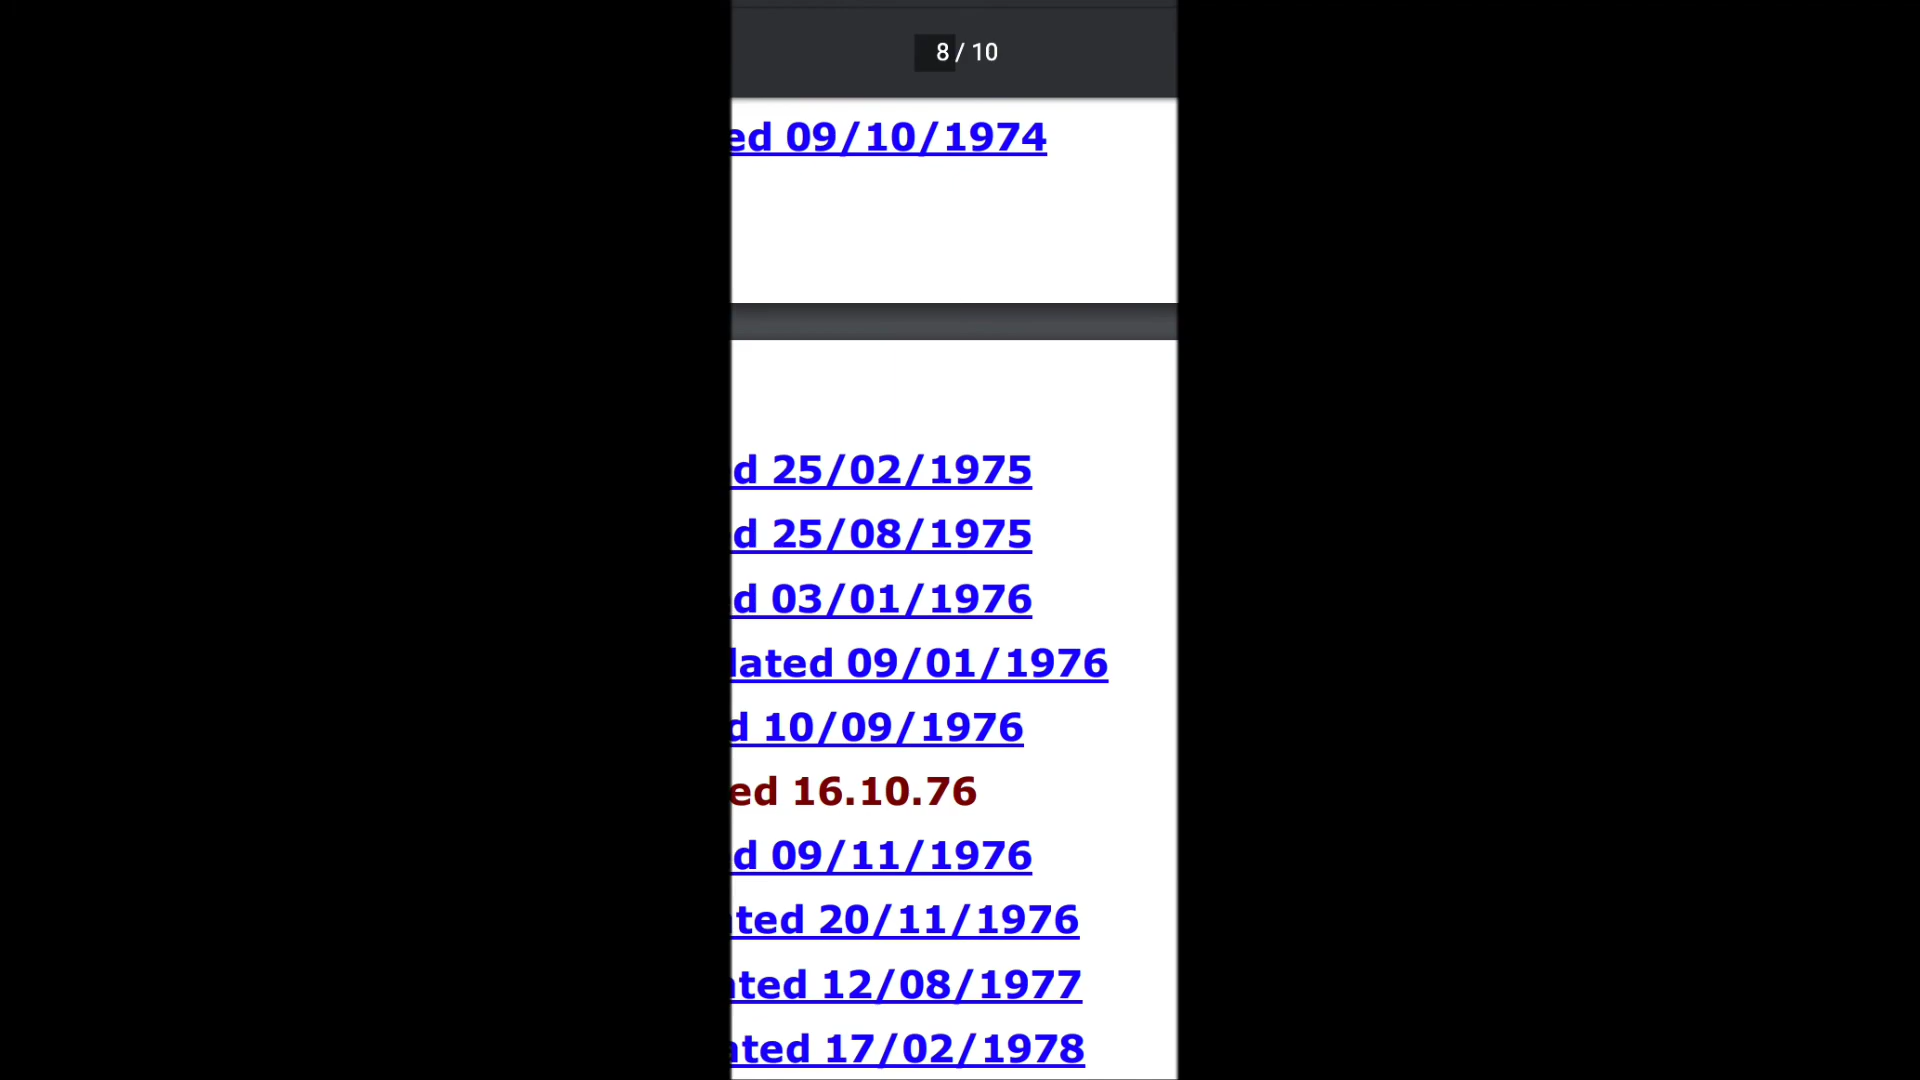 8 / 10
ed 09/10/1974
d 25/02/1975
d 25/08/1975
d 03/01/1976
lated 09/01/1976
d 10/09/1976
ed 16.10.76
d 09/11/1976
ted 20/11/1976
ted 12/08/1977
ated 17/02/1978